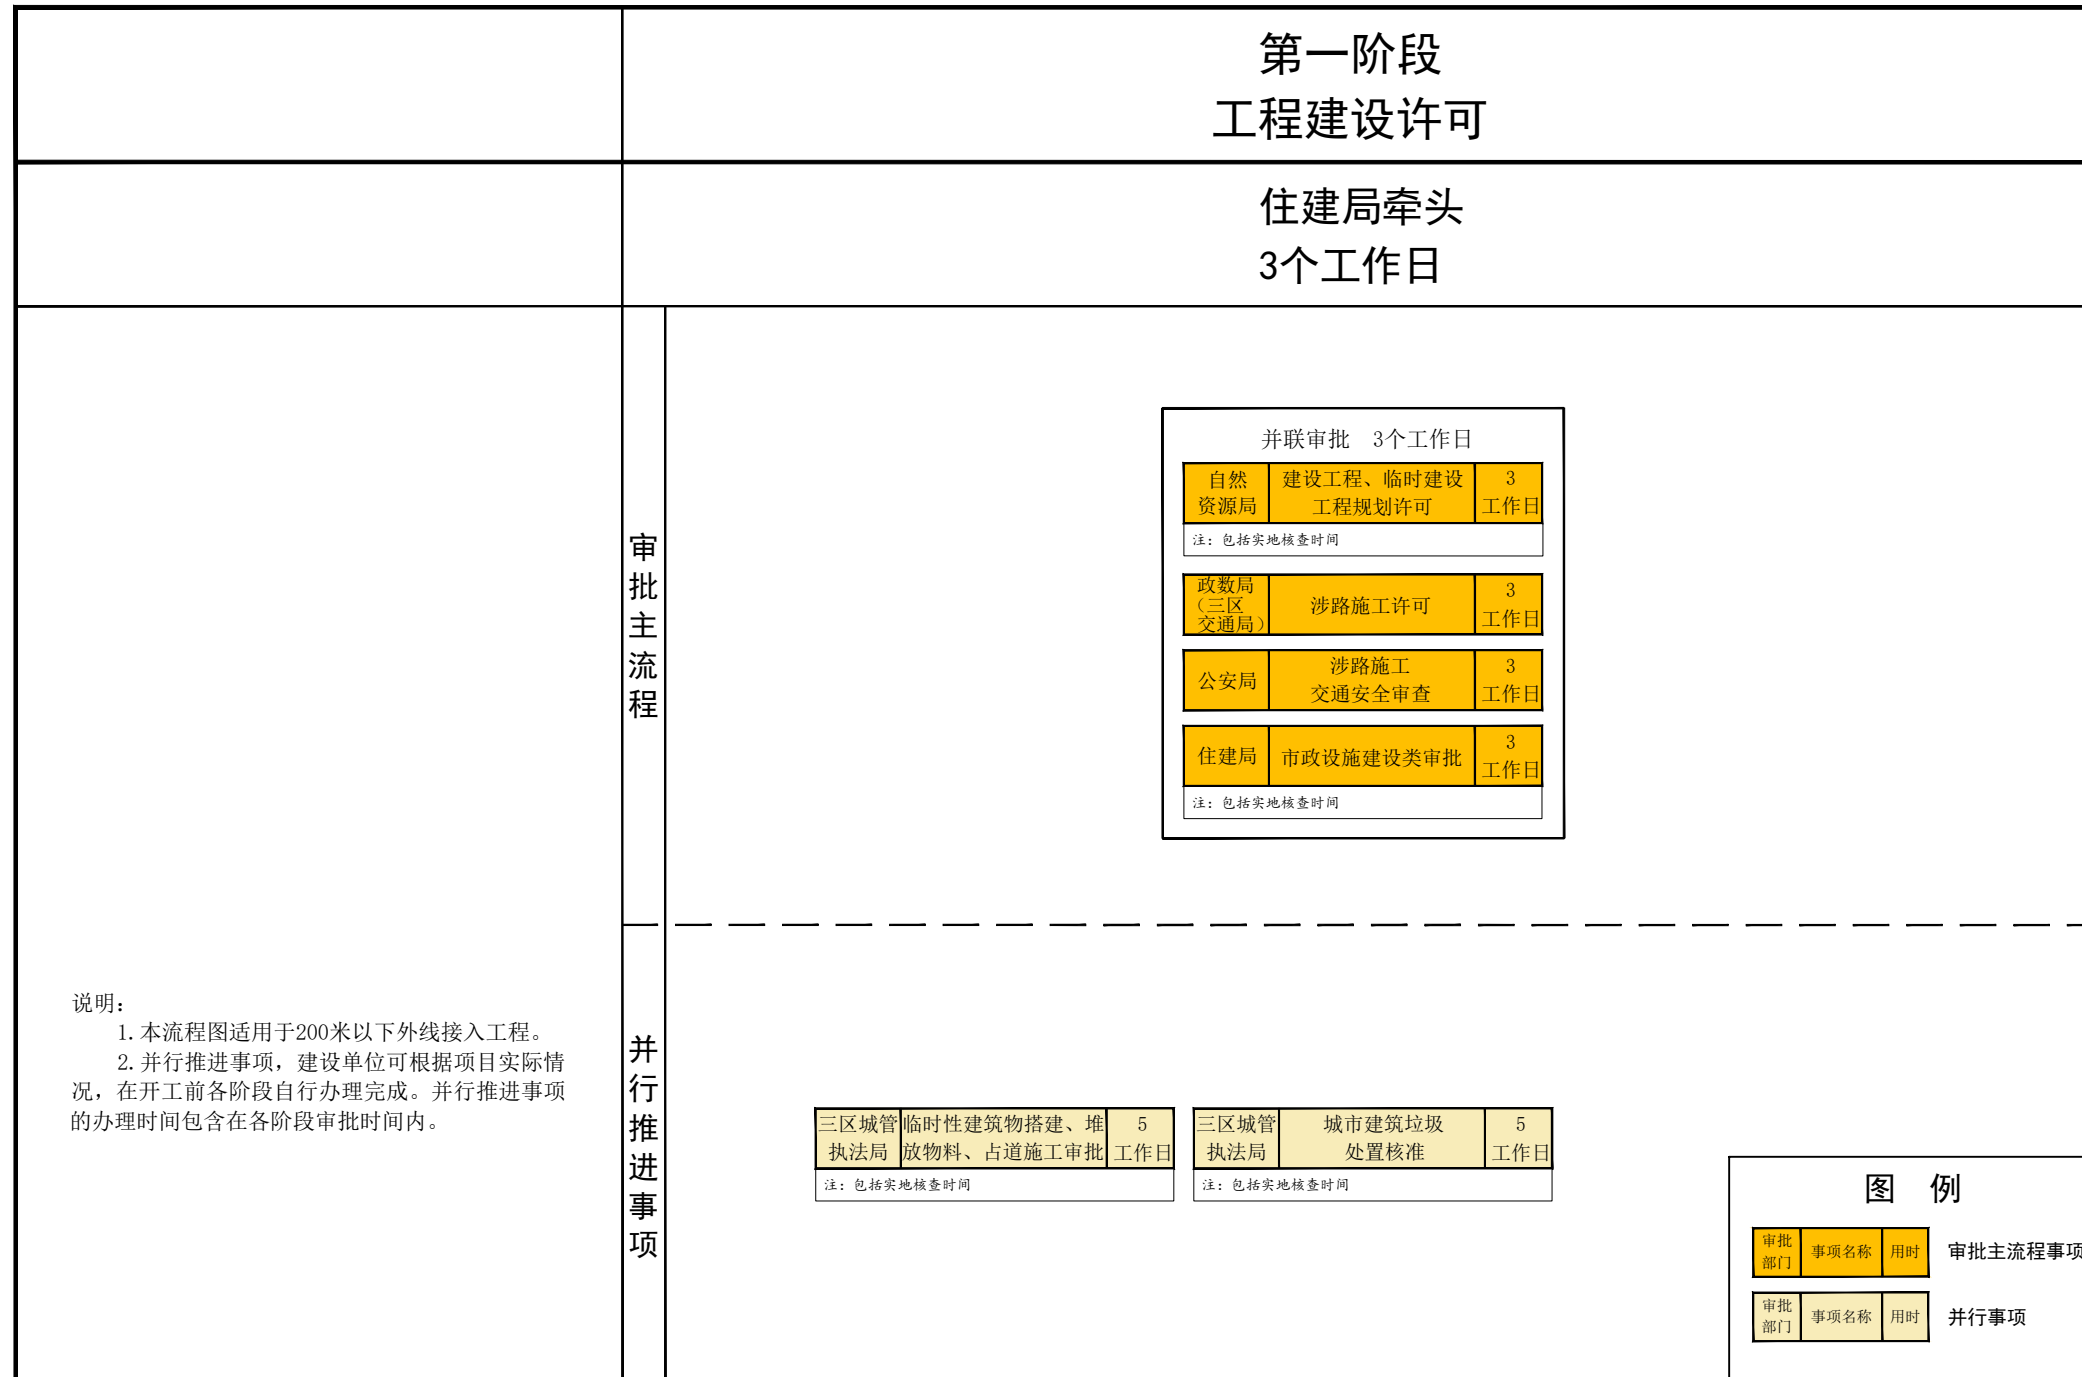 第一阶段
工程建设许可
住建局牵头
3个工作日
审批主流程
并联审批 3个工作日
自然
资源局
建设工程、临时建设
工程规划许可
3
工作日
注：包括实地核查时间
政数局
（三区
交通局）
涉路施工许可
3
工作日
公安局
涉路施工
交通安全审查
3
工作日
住建局
市政设施建设类审批
3
工作日
注：包括实地核查时间
说明：
1.本流程图适用于200米以下外线接入工程。
2.并行推进事项，建设单位可根据项目实际情
况，在开工前各阶段自行办理完成。并行推进事项
的办理时间包含在各阶段审批时间内。
并行推进事项
三区城管
执法局
临时性建筑物搭建、堆
放物料、占道施工审批
5
工作日
注：包括实地核查时间
三区城管
执法局
城市建筑垃圾
处置核准
5
工作日
注：包括实地核查时间
图 例
审批
部门
事项名称
用时
审批主流程事项
审批
部门
事项名称
用时
并行事项